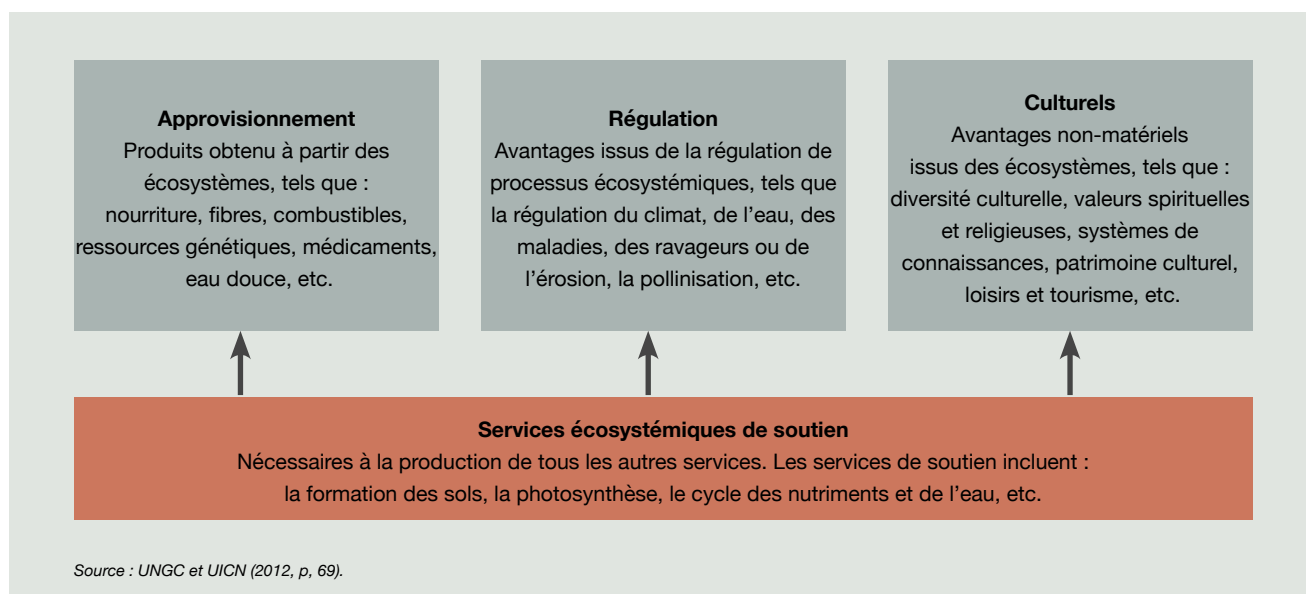 Approvisionnement
Produits obtenu à partir des
écosystèmes, tels que :
nourriture, fibres, combustibles,
ressources génétiques, médicaments,
eau douce, etc.
Régulation
Avantages issus de la régulation de
processus écosystémiques, tels que
la régulation du climat, de l'eau, des
maladies, des ravageurs ou de
l'érosion, la pollinisation, etc.
Culturels
Avantages non-matériels
issus des écosystèmes, tels que :
diversité culturelle, valeurs spirituelles
et religieuses, systèmes de
connaissances, patrimoine culturel,
loisirs et tourisme, etc.
Services écosystémiques de soutien
Nécessaires à la production de tous les autres services. Les services de soutien incluent :
la formation des sols, la photosynthèse, le cycle des nutriments et de l'eau, etc.
Source : UNGC et UICN (2012, p, 69).